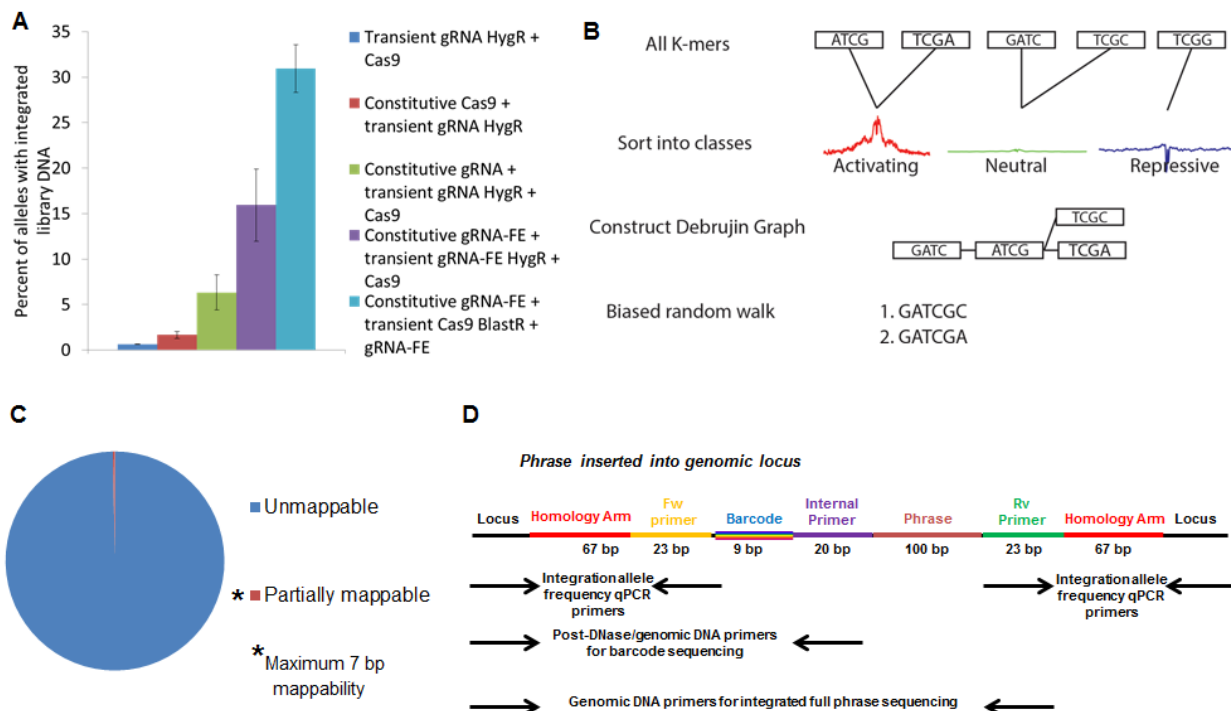 A
Percent of alleles with integrated
library DNA
35
30
25
20
15
10
5
0
Transient gRNA HygR +
Cas9
Constitutive Cas9 +
transient gRNA HygR
Constitutive gRNA +
transient gRNA HygR +
Cas9
Constitutive gRNA-FE +
transient gRNA-FE HygR +
Cas9
Constitutive gRNA-FE +
transient Cas9 BlastR +
gRNA-FE
B
All K-mers
ATCG TCGA GATC TCGC TCGG
Sort into classes
Activating Neutral Repressive
Construct Debrujin Graph
TCGC
GATC ATCG TCGA
Biased random walk
1. GATCGC
2. GATCGA
C
Unmappable
* Partially mappable
* Maximum 7 bp
mappability
D
Phrase inserted into genomic locus
Locus Homology Arm Fw primer Barcode Internal Primer Phrase Rv Primer Homology Arm Locus
67 bp 23 bp 9 bp 20 bp 100 bp 23 bp 67 bp
Integration allele
frequency qPCR
primers
Integration allele
frequency qPCR
primers
Post-DNase/genomic DNA primers
for barcode sequencing
Genomic DNA primers for integrated full phrase sequencing